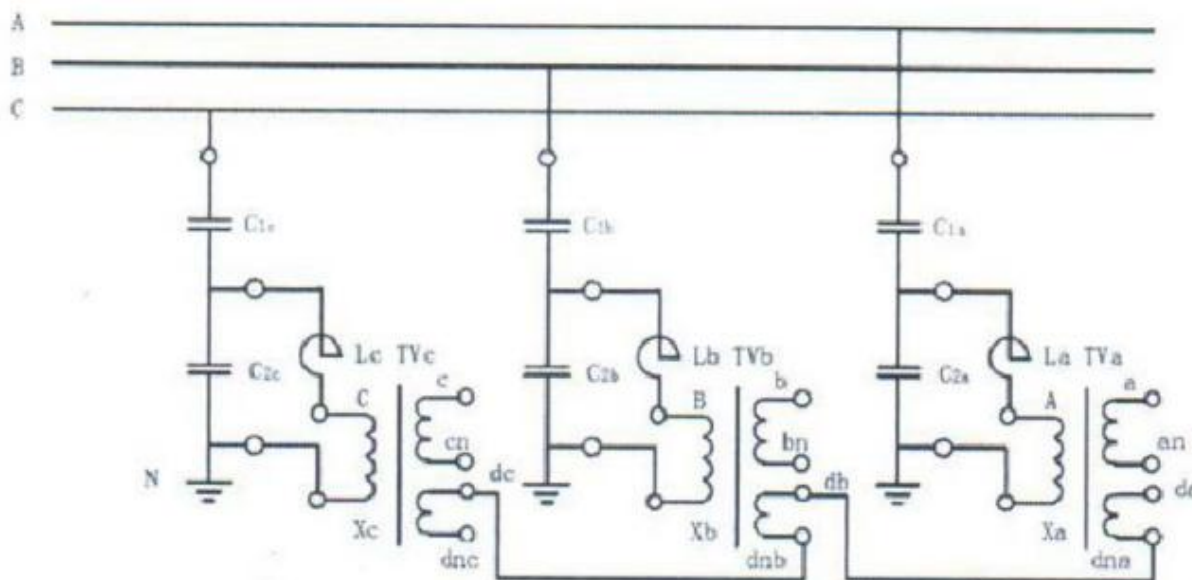 A
B
C
C1c C1b C1a
Lc TVc Lb TVb La TVa
C2c C2b C2a
C c B b A a
cn bn an
N dc db da
Xc Xb Xa
dnc dnb dna